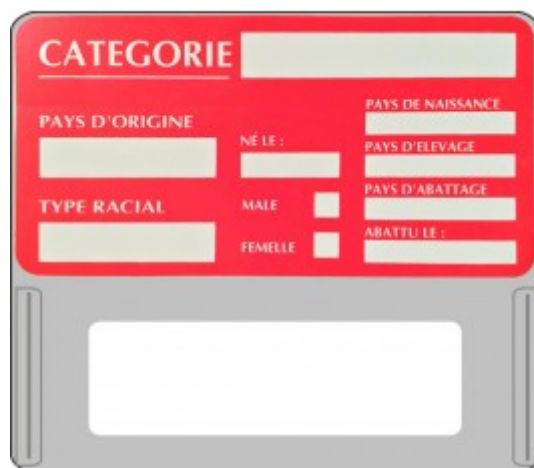 CATEGORIE
PAYS D'ORIGINE
TYPE RACIAL
NÉ LE :
MALE
FEMELLE
PAYS DE NAISSANCE
PAYS D'ELEVAGE
PAYS D'ABATTAGE
ABATTU LE :